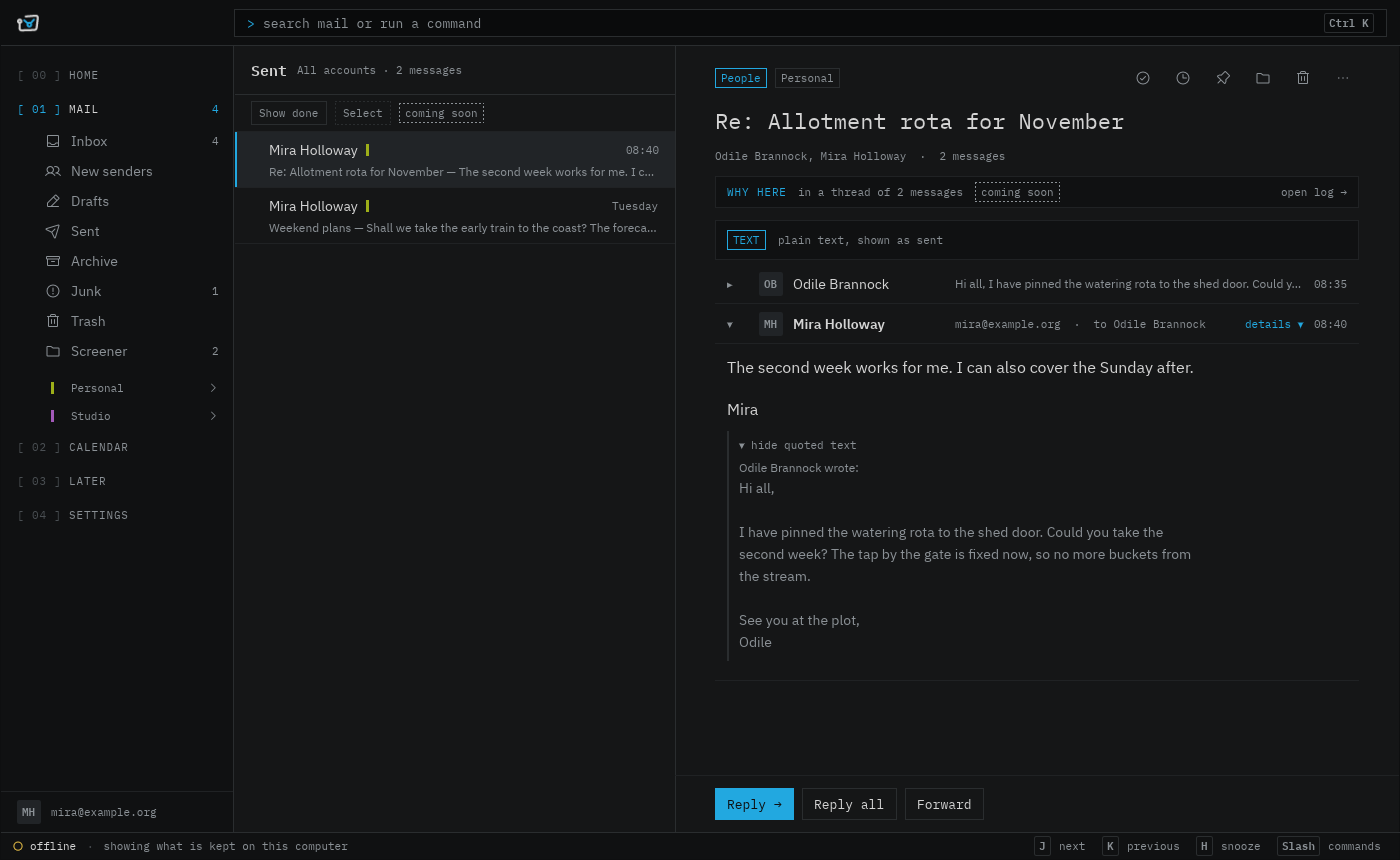 > search mail or run a command Ctrl K
[ 00 ] HOME
[ 01 ] MAIL 4
Inbox 4
New senders
Drafts
Sent
Archive
Junk 1
Trash
Screener 2
Personal
Studio
[ 02 ] CALENDAR
[ 03 ] LATER
[ 04 ] SETTINGS
MH mira@example.org
Sent All accounts · 2 messages
Show done Select coming soon
Mira Holloway 08:40
Re: Allotment rota for November — The second week works for me. I c...
Mira Holloway Tuesday
Weekend plans — Shall we take the early train to the coast? The foreca...
People Personal
Re: Allotment rota for November
Odile Brannock, Mira Holloway · 2 messages
WHY HERE in a thread of 2 messages coming soon open log →
TEXT plain text, shown as sent
▸ OB Odile Brannock Hi all, I have pinned the watering rota to the shed door. Could y... 08:35
▾ MH Mira Holloway mira@example.org · to Odile Brannock details ▾ 08:40
The second week works for me. I can also cover the Sunday after.
Mira
▾ hide quoted text
Odile Brannock wrote:
Hi all,
I have pinned the watering rota to the shed door. Could you take the
second week? The tap by the gate is fixed now, so no more buckets from
the stream.
See you at the plot,
Odile
Reply → Reply all Forward
offline · showing what is kept on this computer
J next K previous H snooze Slash commands